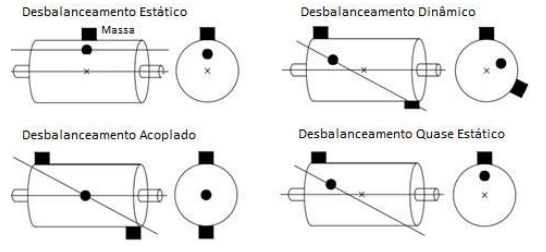 Desbalanceamento Estático
Massa
Desbalanceamento Dinâmico
Desbalanceamento Acoplado
Desbalanceamento Quase Estático